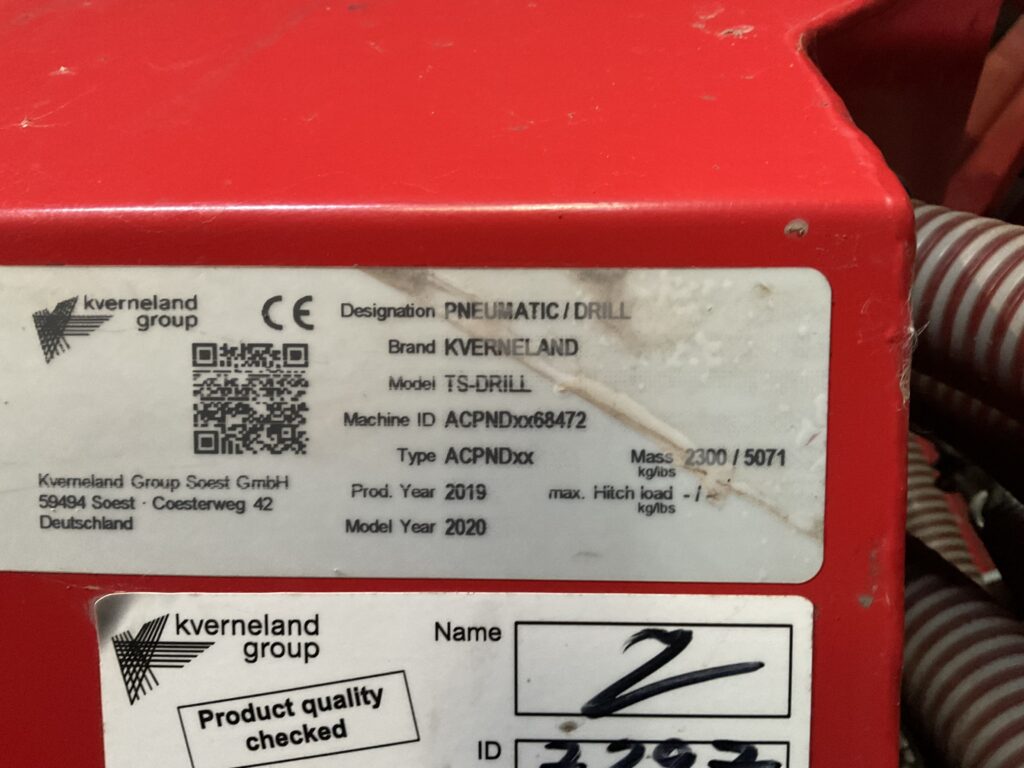 kverneland
group
CE
Designation PNEUMATIC / DRILL
Brand KVERNELAND
Model TS-DRILL
Machine ID ACPNDxx68472
Type ACPNDxx
Mass 2300 / 5071
kg/lbs
Prod. Year 2019
max. Hitch load - / -
kg/lbs
Model Year 2020
Kverneland Group Soest GmbH
59494 Soest · Coesterweg 42
Deutschland
kverneland
group
Product quality
checked
Name
ID